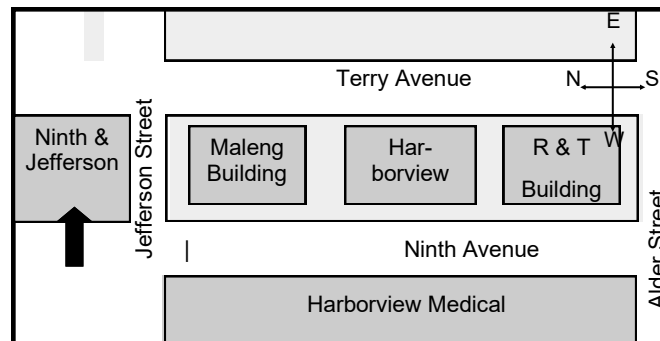 E
Terry Avenue
N
S
W
Ninth &
Jefferson
Jefferson Street
Maleng
Building
Har-
borview
R & T
Building
Ninth Avenue
|
Alder Street
Harborview Medical